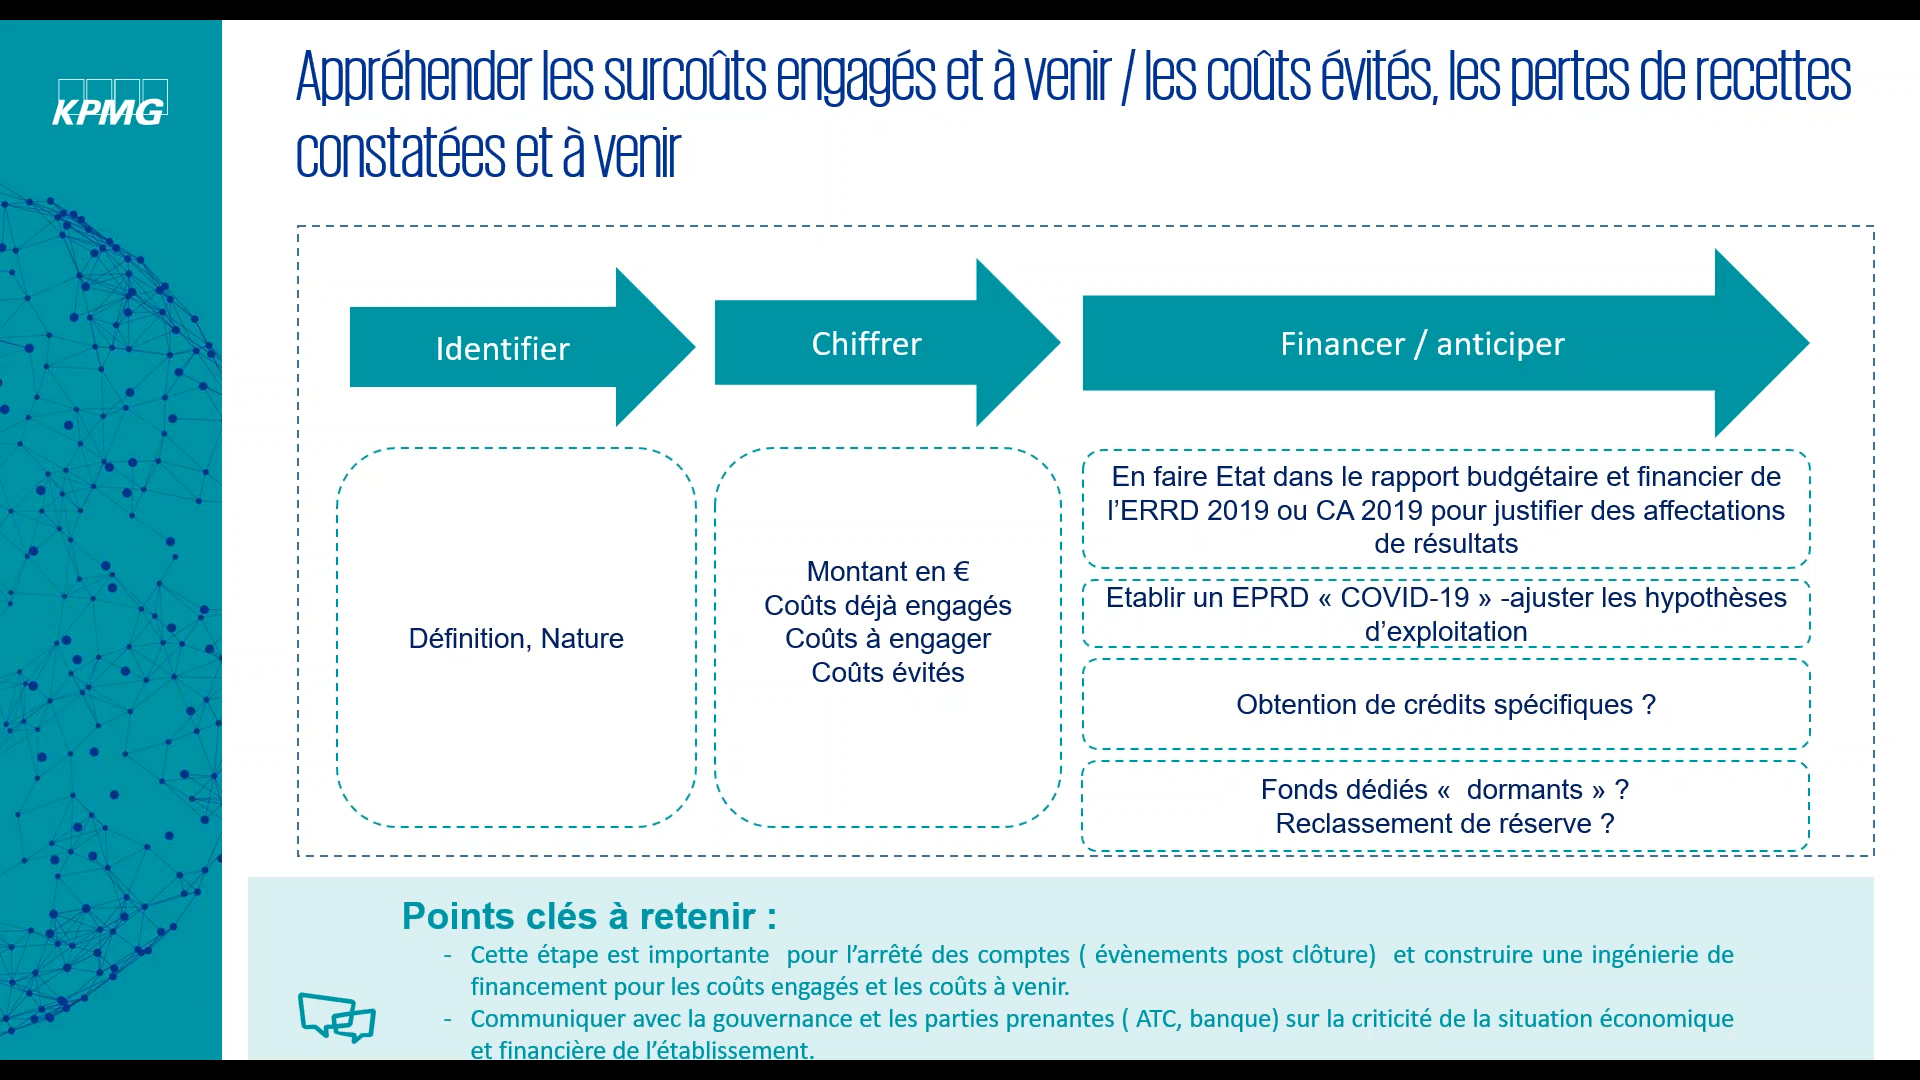 KPMG
Appréhender les surcoûts engagés et à venir / les coûts évités, les pertes de recettes
constatées et à venir
Identifier
Chiffrer
Financer / anticiper
Définition, Nature
Montant en €
Coûts déjà engagés
Coûts à engager
Coûts évités
En faire Etat dans le rapport budgétaire et financier de
l’ERRD 2019 ou CA 2019 pour justifier des affectations
de résultats
Etablir un EPRD « COVID-19 » -ajuster les hypothèses
d’exploitation
Obtention de crédits spécifiques ?
Fonds dédiés «  dormants » ?
Reclassement de réserve ?
Points clés à retenir :
- Cette étape est importante  pour l’arrêté des comptes ( évènements post clôture)  et construire une ingénierie de
financement pour les coûts engagés et les coûts à venir.
- Communiquer avec la gouvernance et les parties prenantes ( ATC, banque) sur la criticité de la situation économique
et financière de l’établissement.